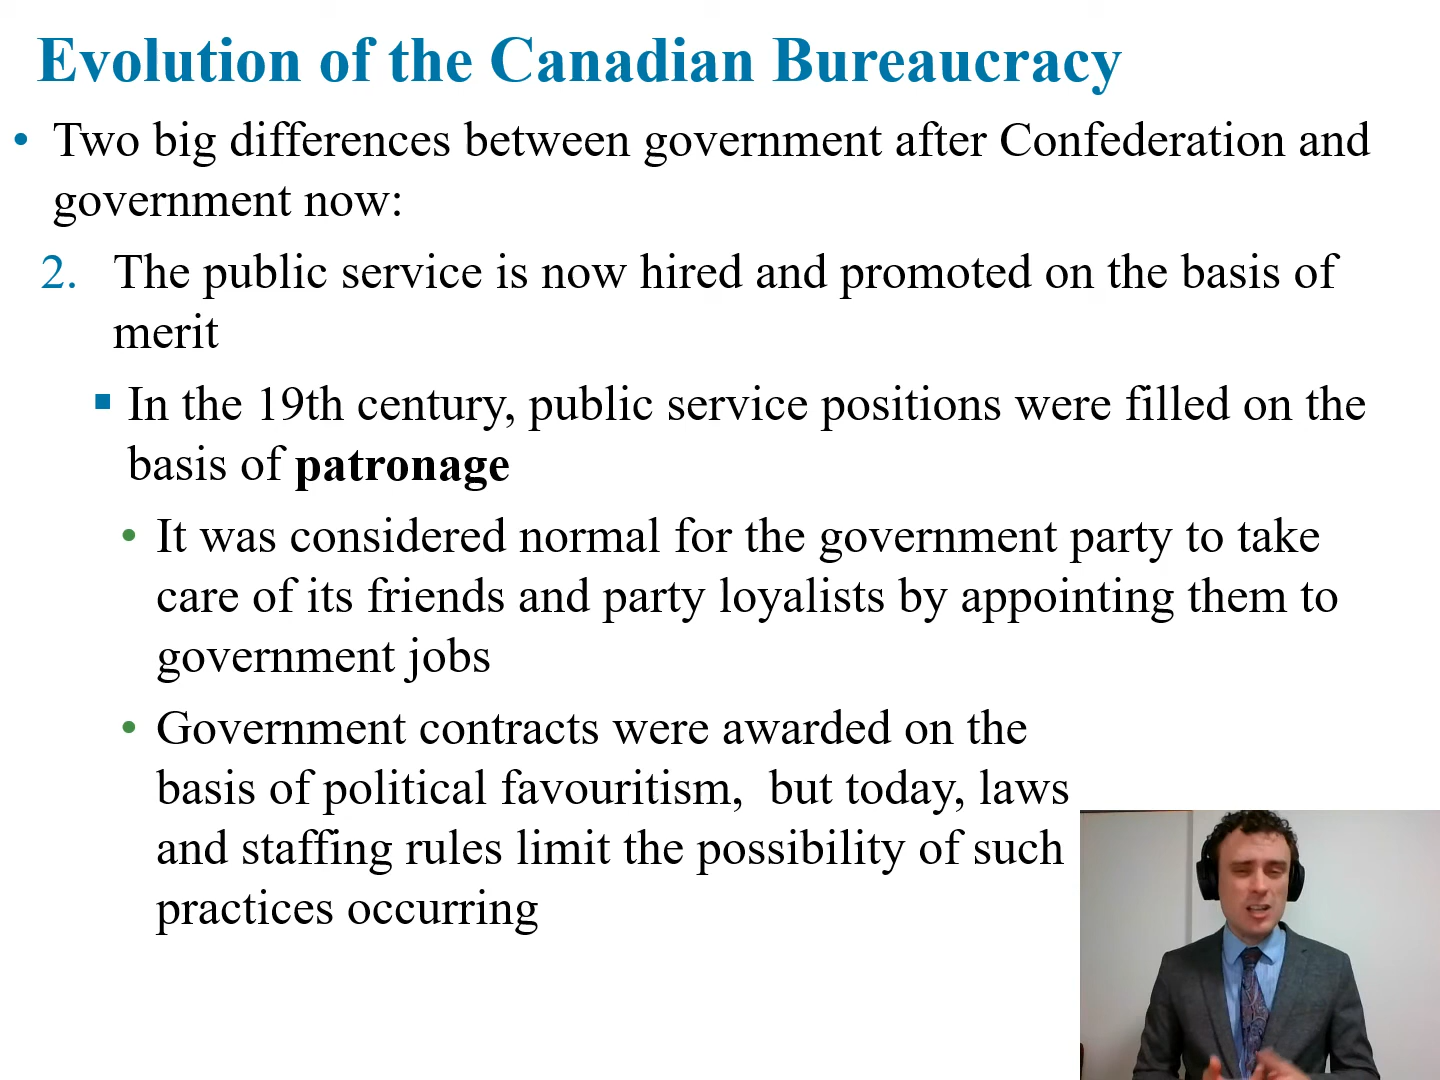 Evolution of the Canadian Bureaucracy
• Two big differences between government after Confederation and
government now:
2. The public service is now hired and promoted on the basis of
merit
▪ In the 19th century, public service positions were filled on the
basis of patronage
• It was considered normal for the government party to take
care of its friends and party loyalists by appointing them to
government jobs
• Government contracts were awarded on the
basis of political favouritism,  but today, laws
and staffing rules limit the possibility of such
practices occurring